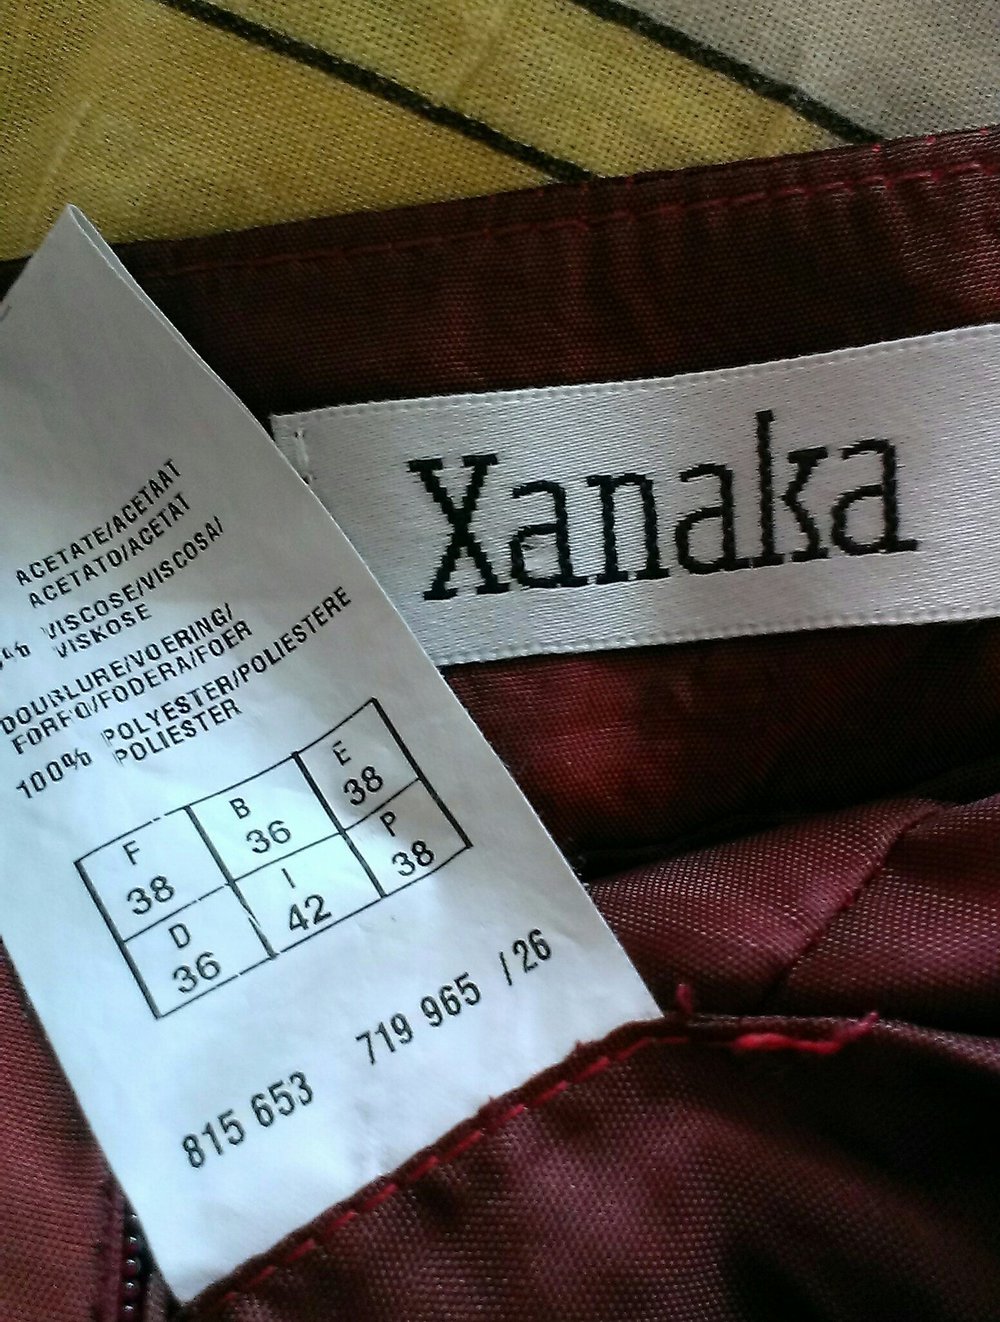 Xanaka
ACETATE/ACETAAT
ACETATO/ACETAT
% VISCOSE/VISCOSA/
VISKOSE
DOUBLURE/VOERING/
FORRO/FODERA/FOER
100% POLYESTER/POLIESTERE
POLIESTER
F B E
38 36 38
D I P
36 42 38
815 653 719 965 /26